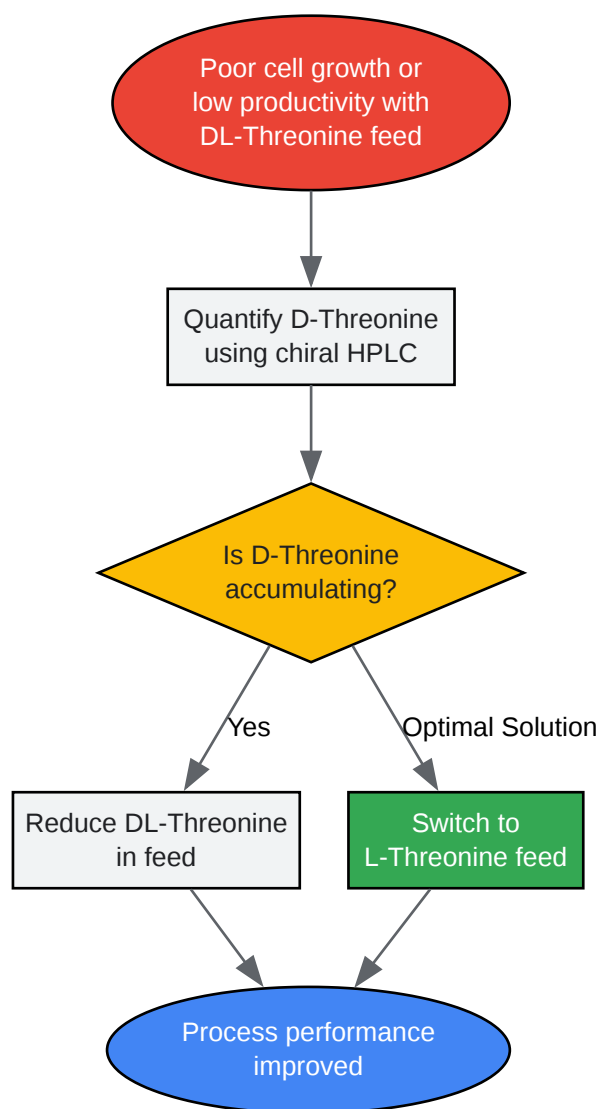 Poor cell growth or
low productivity with
DL-Threonine feed
Quantify D-Threonine
using chiral HPLC
Is D-Threonine
accumulating?
Yes
Optimal Solution
Reduce DL-Threonine
in feed
Switch to
L-Threonine feed
Process performance
improved